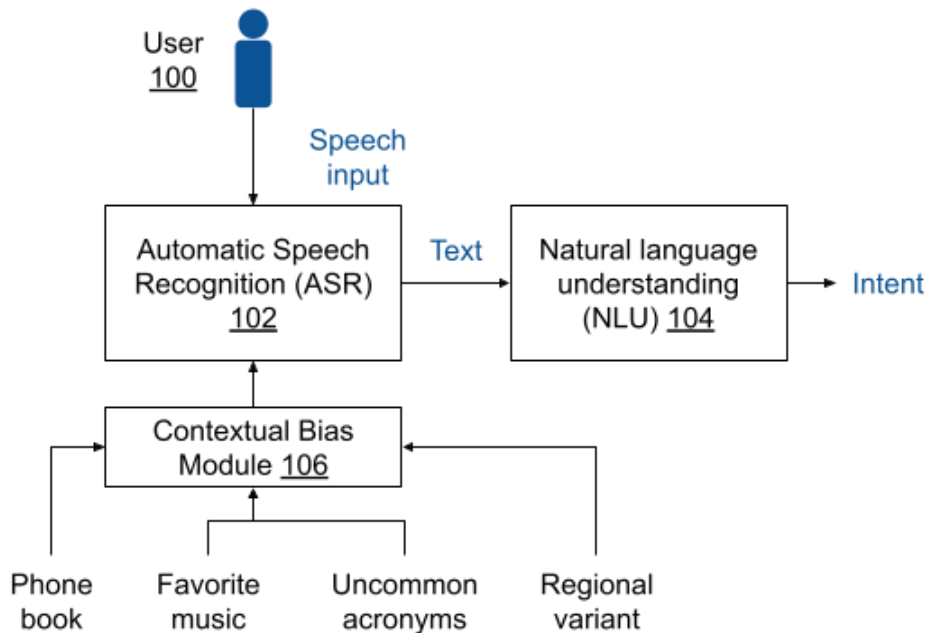 User
100
Speech
input
Automatic Speech
Recognition (ASR)
102
Text
Natural language
understanding
(NLU) 104
Intent
Contextual Bias
Module 106
Phone
book
Favorite
music
Uncommon
acronyms
Regional
variant